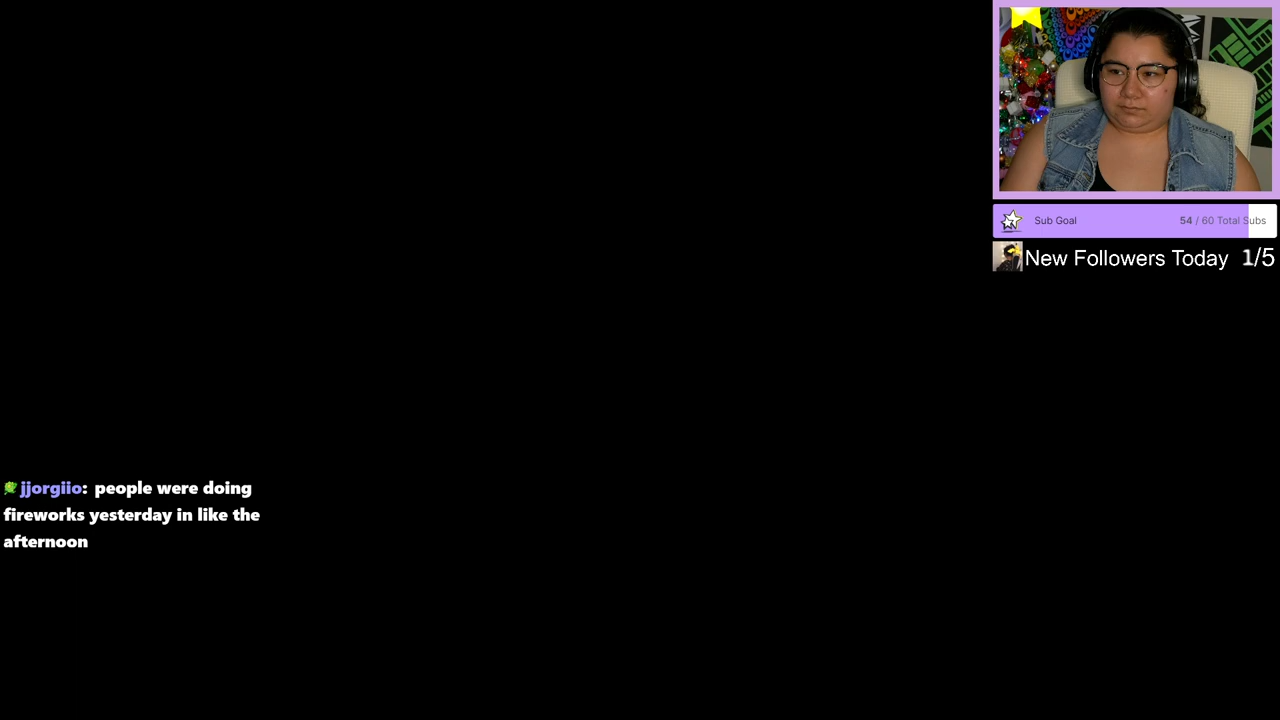 Sub Goal 54 / 60 Total Subs
New Followers Today 1/5
jjorgiio: people were doing
fireworks yesterday in like the
afternoon